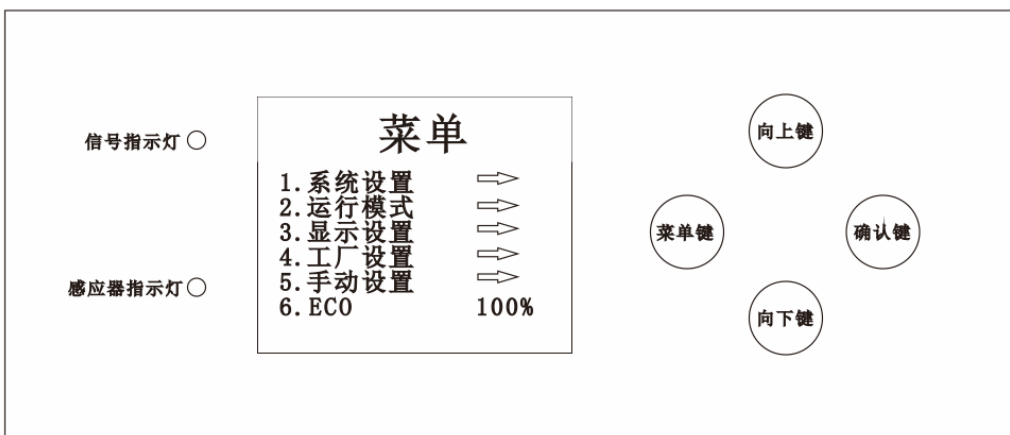 信号指示灯
感应器指示灯
菜单
1.系统设置
2.运行模式
3.显示设置
4.工厂设置
5.手动设置
6.ECO 100%
向上键
菜单键
确认键
向下键